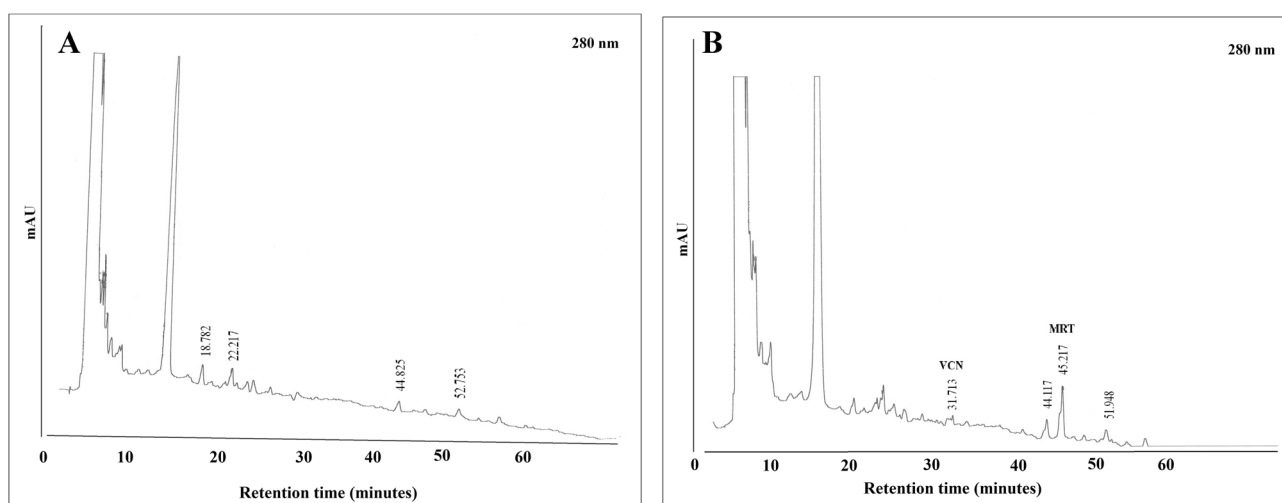 A
280 nm
mAU
18.782
22.217
44.825
52.753
0 10 20 30 40 50 60
Retention time (minutes)
B
280 nm
mAU
VCN
31.713
44.117
MRT
45.217
51.948
0 10 20 30 40 50 60
Retention time (minutes)